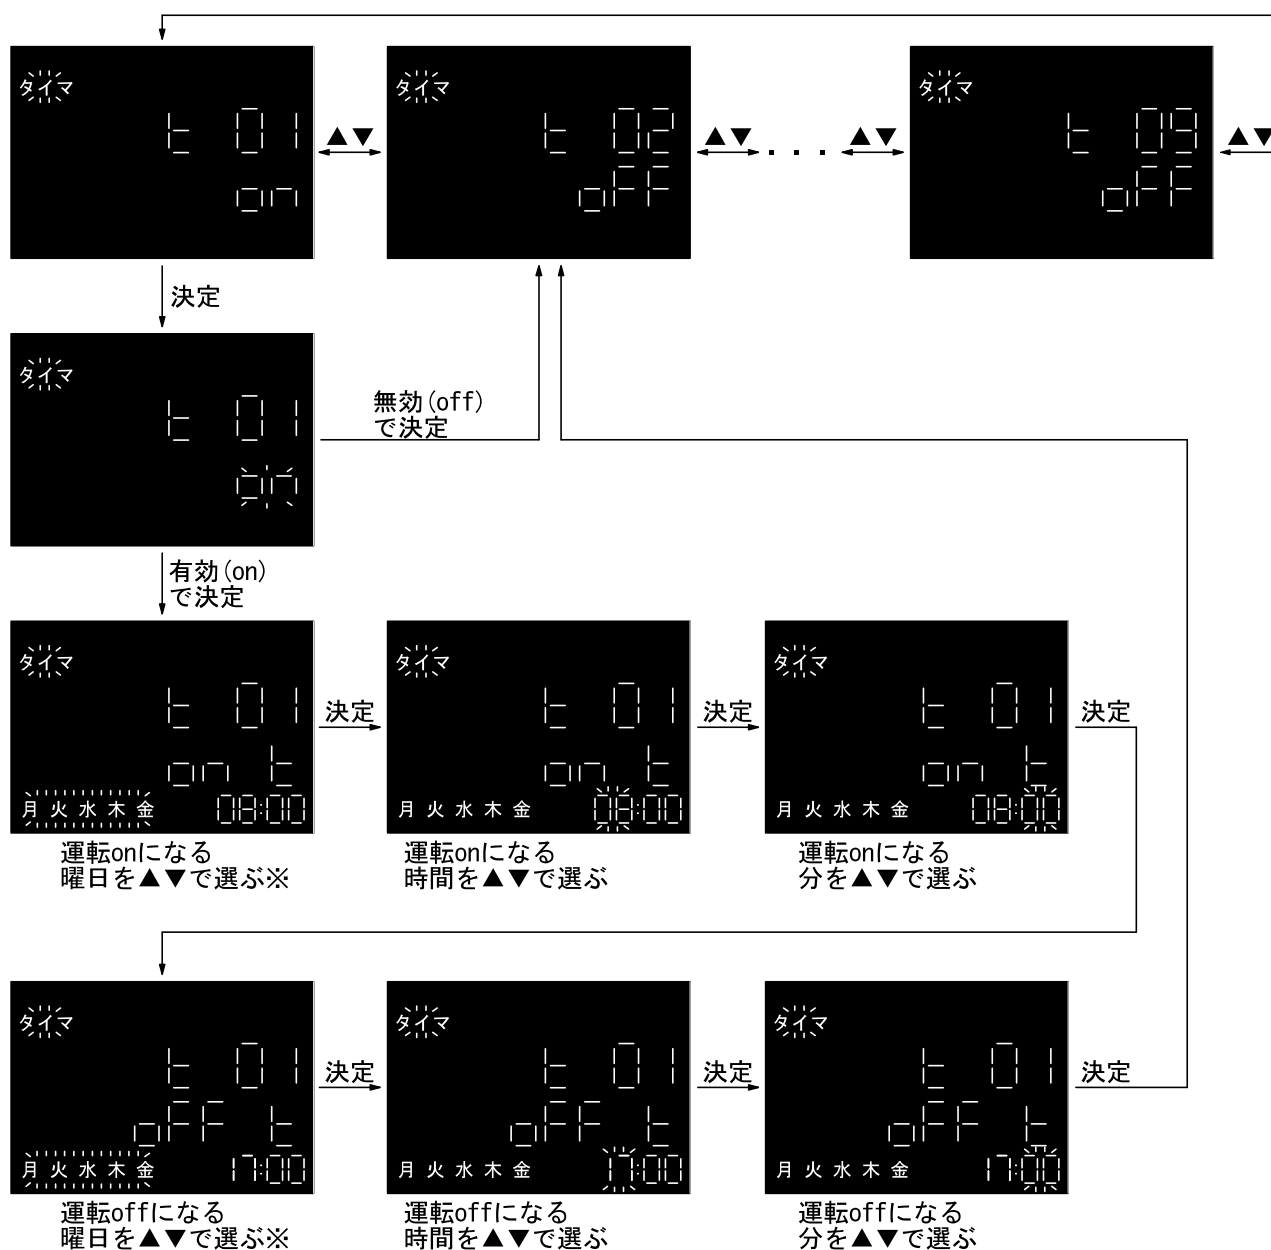 タイマ
タイマ
タイマ
t 01
t 02
t 09
▲▼
▲▼
▲▼
▲▼
on
oFF
oFF
決定
タイマ
t 01
on
無効(off)
で決定
有効(on)
で決定
タイマ
t 01
on t
月 火 水 木 金 08:00
決定
タイマ
t 01
on t
月 火 水 木 金 08:00
決定
タイマ
t 01
on t
月 火 水 木 金 08:00
決定
運転onになる
曜日を▲▼で選ぶ※
運転onになる
時間を▲▼で選ぶ
運転onになる
分を▲▼で選ぶ
タイマ
t 01
oFF t
月 火 水 木 金 17:00
決定
タイマ
t 01
oFF t
月 火 水 木 金 17:00
決定
タイマ
t 01
oFF t
月 火 水 木 金 17:00
決定
運転offになる
曜日を▲▼で選ぶ※
運転offになる
時間を▲▼で選ぶ
運転offになる
分を▲▼で選ぶ